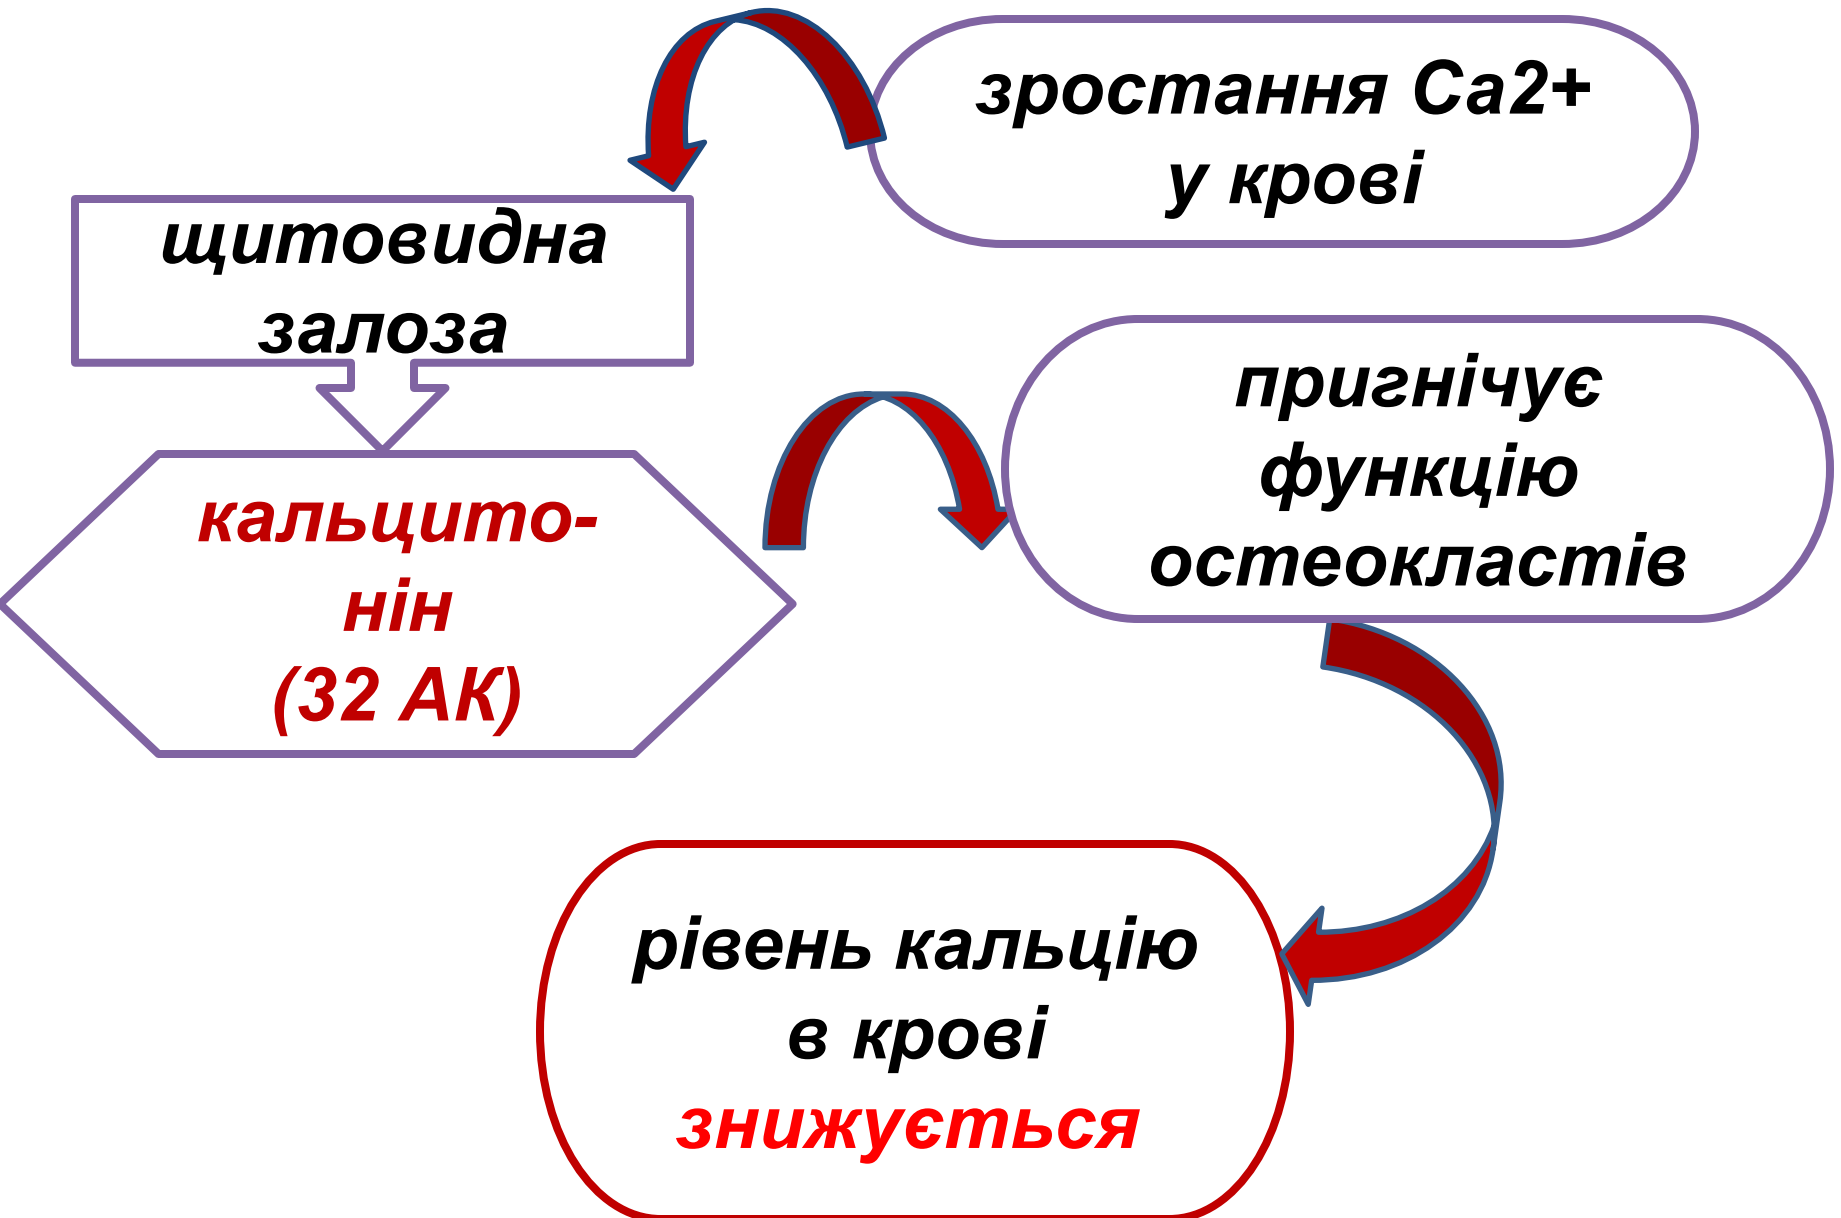 зростання Са2+
у крові
щитовидна
залоза
кальцито-
нін
(32 АК)
пригнічує
функцію
остеокластів
рівень кальцію
в крові
знижується